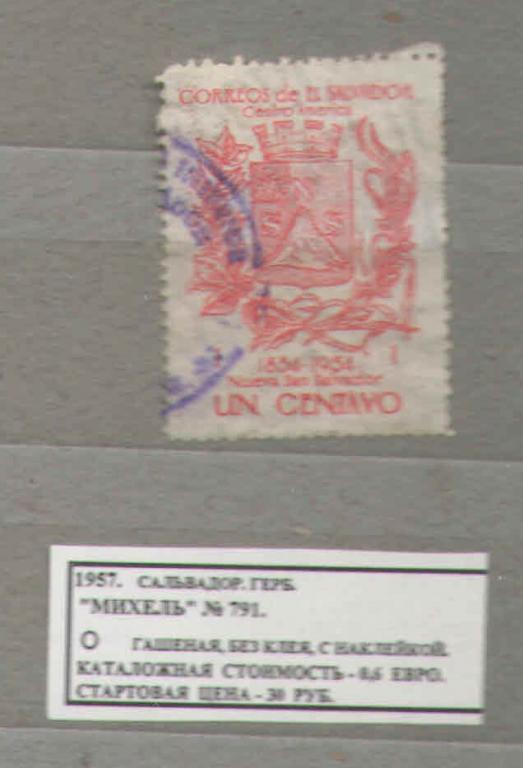 CORREOS de EL SALVADOR
Centro America
1854-1954
Nueva San Salvador
UN CENTAVO
1957. САЛЬВАДОР. ГЕРБ.
"МИХЕЛЬ" № 791.
О ГАШЕНАЯ, БЕЗ КЛЕЯ, С НАКЛЕЙКОЙ.
КАТАЛОЖНАЯ СТОИМОСТЬ - 0,6 ЕВРО.
СТАРТОВАЯ ЦЕНА - 30 РУБ.